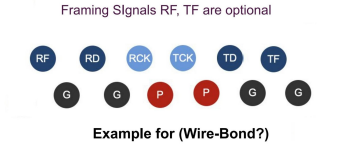 Framing SIgnals RF, TF are optional
RF RD RCK TCK TD TF
G G P P G G
Example for (Wire-Bond?)